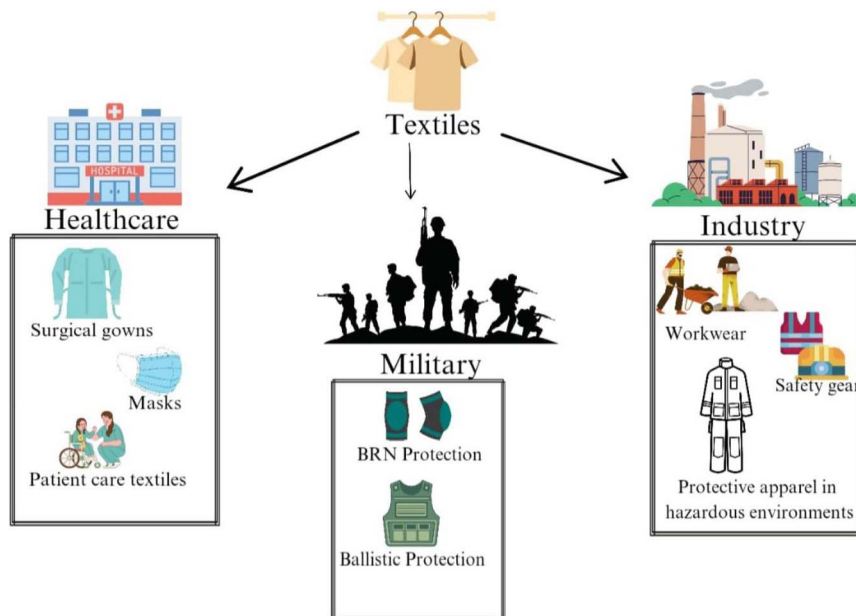 Textiles
HOSPITAL
Healthcare
Surgical gowns
Masks
Patient care textiles
Military
BRN Protection
Ballistic Protection
Industry
Workwear
Safety gear
Protective apparel in
hazardous environments